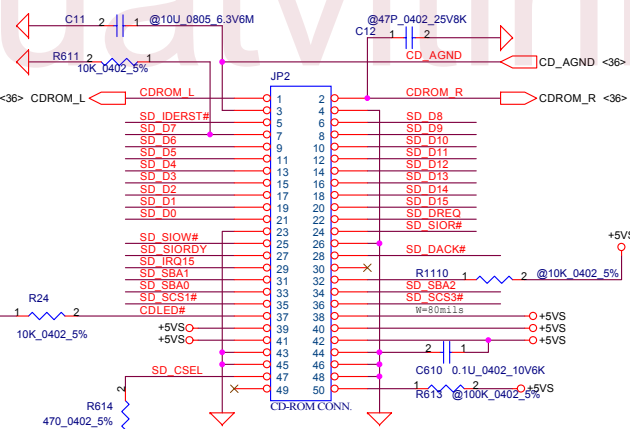 C11 2 1 @10U_0805_6.3V6M
@47P_0402_25V8K
C12 1 2
R611 2 1
10K_0402_5%
CD_AGND
CD_AGND <36>
JP2
<36> CDROM_L CDROM_L 1 2 CDROM_R CDROM_R <36>
3 4
SD_IDERST# 5 6 SD_D8
SD_D7 7 8 SD_D9
SD_D6 9 10 SD_D10
SD_D5 11 12 SD_D11
SD_D4 13 14 SD_D12
SD_D3 15 16 SD_D13
SD_D2 17 18 SD_D14
SD_D1 19 20 SD_D15
SD_D0 21 22 SD_DREQ
23 24 SD_SIOR#
SD_SIOW# 25 26
SD_SIORDY 27 28 SD_DACK#
+5VS
SD_IRQ15 29 30
SD_SBA1 31 32 R1110 1 2 @10K_0402_5%
SD_SBA0 33 34 SD_SBA2
SD_SCS1# 35 36 SD_SCS3#
R24 1 2 CDLED# 37 38 W=80mils +5VS
10K_0402_5%
+5VS 39 40 +5VS
+5VS 41 42 +5VS
43 44 2 1
45 46 C610 0.1U_0402_10V6K
SD_CSEL 47 48
49 50 1 2 +5VS
R613 @100K_0402_5%
CD-ROM CONN.
2
R614
470_0402_5%